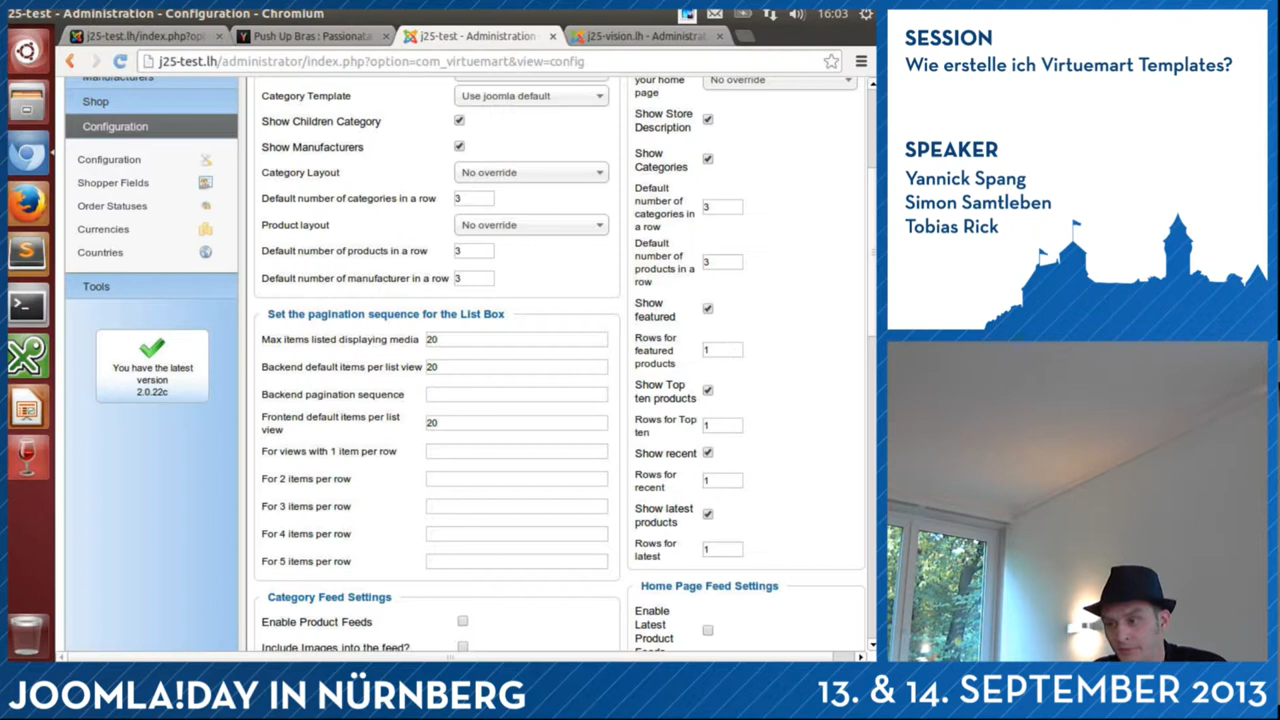 25-test - Administration - Configuration - Chromium
16:03
j25-test.lh/index.php?op
Push Up Bras : Passionata
j25-test - Administration
j25-vision.lh - Administrat
j25-test.lh/administrator/index.php?option=com_virtuemart&view=config
Manufacturers
Shop
Configuration
Configuration
Shopper Fields
Order Statuses
Currencies
Countries
Tools
You have the latest
version
2.0.22c
Category Template
Use joomla default
Show Children Category
Show Manufacturers
Category Layout
No override
Default number of categories in a row
3
Product layout
No override
Default number of products in a row
3
Default number of manufacturer in a row
3
Set the pagination sequence for the List Box
Max items listed displaying media
20
Backend default items per list view
20
Backend pagination sequence
Frontend default items per list
view
20
For views with 1 item per row
For 2 items per row
For 3 items per row
For 4 items per row
For 5 items per row
Category Feed Settings
Enable Product Feeds
Include Images into the feed?
your home
page
No override
Show Store
Description
Show
Categories
Default
number of
categories in
a row
3
Default
number of
products in a
row
3
Show
featured
Rows for
featured
products
1
Show Top
ten products
Rows for Top
ten
1
Show recent
Rows for
recent
1
Show latest
products
Rows for
latest
1
Home Page Feed Settings
Enable
Latest
Product
Feeds
SESSION
Wie erstelle ich Virtuemart Templates?
SPEAKER
Yannick Spang
Simon Samtleben
Tobias Rick
JOOMLA!DAY IN NÜRNBERG
13. & 14. SEPTEMBER 2013